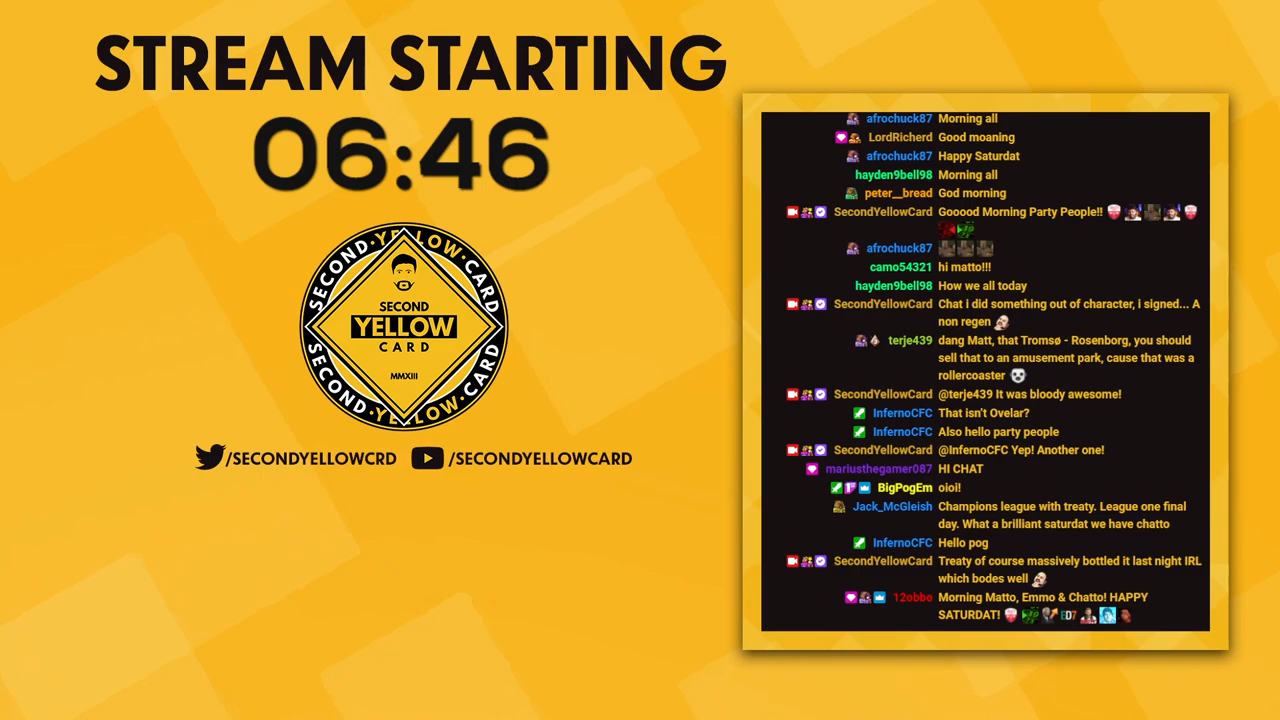 STREAM STARTING
06:46
SECOND·YELLOW·CARD
SECOND
YELLOW
CARD
MMXIII
SECOND·YELLOW·CARD
/SECONDYELLOWCRD /SECONDYELLOWCARD
afrochuck87 Morning all
LordRicherd Good moaning
afrochuck87 Happy Saturdat
hayden9bell98 Morning all
peter__bread God morning
SecondYellowCard Gooood Morning Party People!!
afrochuck87
camo54321 hi matto!!!
hayden9bell98 How we all today
SecondYellowCard Chat i did something out of character, i signed... A
non regen
terje439 dang Matt, that Tromsø - Rosenborg, you should
sell that to an amusement park, cause that was a
rollercoaster
SecondYellowCard @terje439 It was bloody awesome!
InfernoCFC That isn't Ovelar?
InfernoCFC Also hello party people
SecondYellowCard @InfernoCFC Yep! Another one!
mariusthegamer087 HI CHAT
BigPogEm oioi!
Jack_McGleish Champions league with treaty. League one final
day. What a brilliant saturdat we have chatto
InfernoCFC Hello pog
SecondYellowCard Treaty of course massively bottled it last night IRL
which bodes well
12obbo Morning Matto, Emmo & Chatto! HAPPY
SATURDAT!